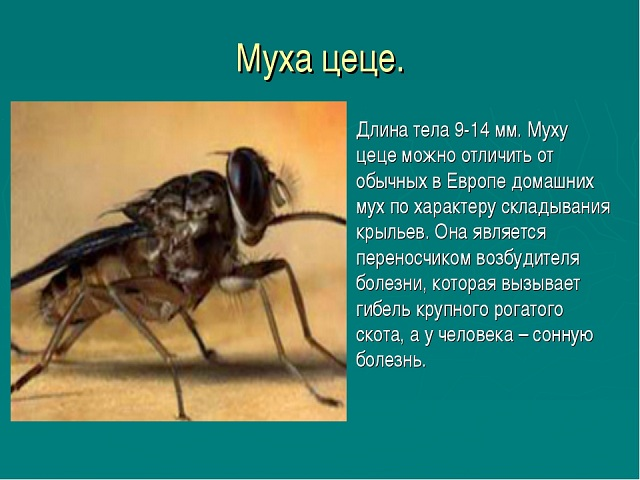 Муха цеце.
Длина тела 9-14 мм. Муху
цеце можно отличить от
обычных в Европе домашних
мух по характеру складывания
крыльев. Она является
переносчиком возбудителя
болезни, которая вызывает
гибель крупного рогатого
скота, а у человека – сонную
болезнь.